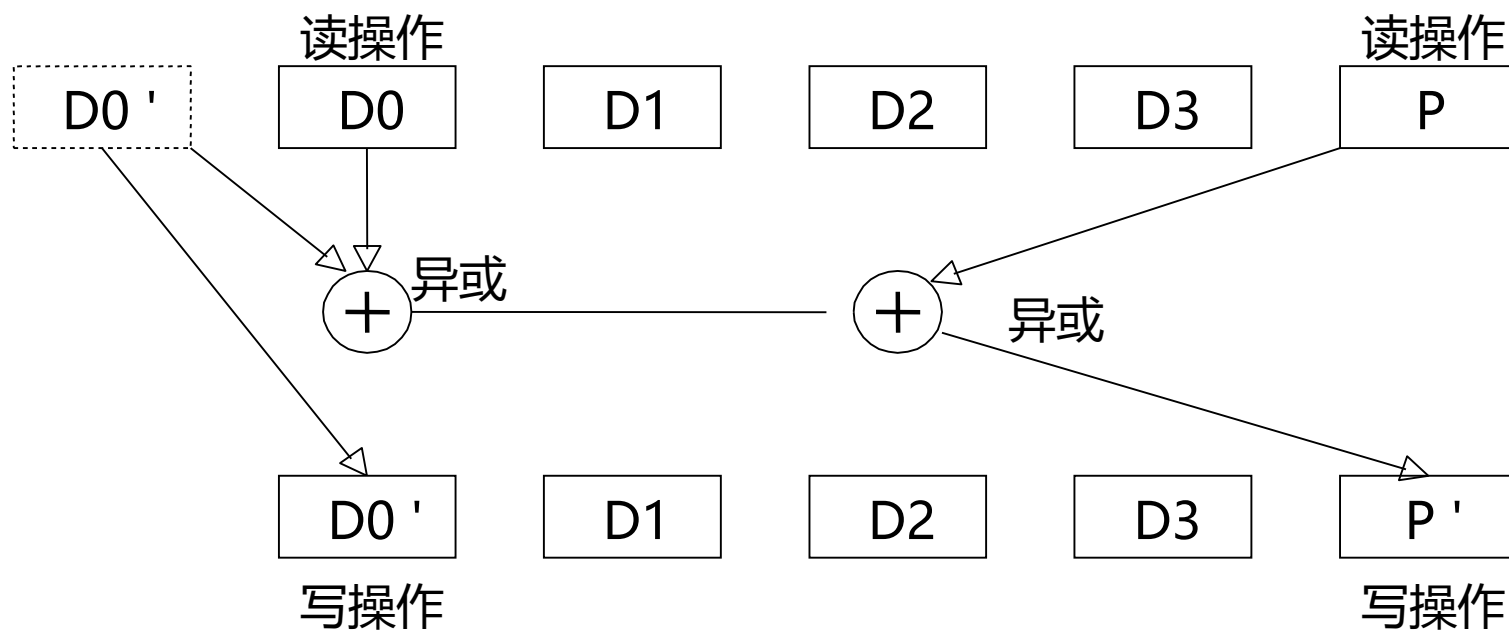 读操作 读操作
D0 ' D0 D1 D2 D3 P
异或
异或
D0 ' D1 D2 D3 P '
写操作 写操作